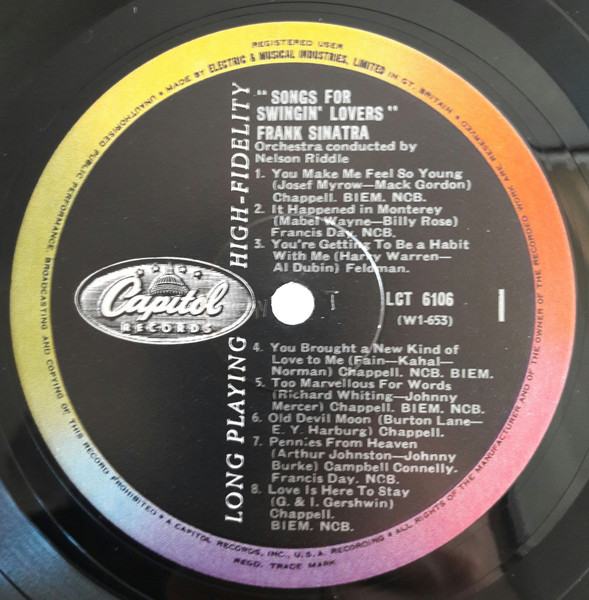 REGISTERED USER
MADE BY ELECTRIC & MUSICAL INDUSTRIES, LIMITED IN GT. BRITAIN • ALL RIGHTS OF THE MANUFACTURER AND OF THE OWNER OF THE RECORDED WORK ARE RESERVED
UNAUTHORISED PUBLIC PERFORMANCE, BROADCASTING AND COPYING OF THIS RECORD PROHIBITED • A CAPITOL RECORDS, INC., U.S.A. RECORDING •
REGD. TRADE MARK
LONG PLAYING HIGH-FIDELITY
Capitol
RECORDS
"SONGS FOR
SWINGIN' LOVERS"
FRANK SINATRA
Orchestra conducted by
Nelson Riddle
1. You Make Me Feel So Young
(Josef Myrow—Mack Gordon)
Chappell. BIEM. NCB.
2. It Happened in Monterey
(Mabel Wayne—Billy Rose)
Francis Day. NCB.
3. You're Getting To Be a Habit
With Me (Harry Warren—
Al Dubin) Feldman.
LCT 6106
(W1-653)
1
4. You Brought a New Kind of
Love to Me (Fain—Kahal—
Norman) Chappell. NCB. BIEM.
5. Too Marvellous For Words
(Richard Whiting—Johnny
Mercer) Chappell. BIEM. NCB.
6. Old Devil Moon (Burton Lane—
E. Y. Harburg) Chappell.
7. Pennies From Heaven
(Arthur Johnston—Johnny
Burke) Campbell Connelly.
Francis Day. NCB.
8. Love Is Here To Stay
(G. & I. Gershwin)
Chappell.
BIEM. NCB.